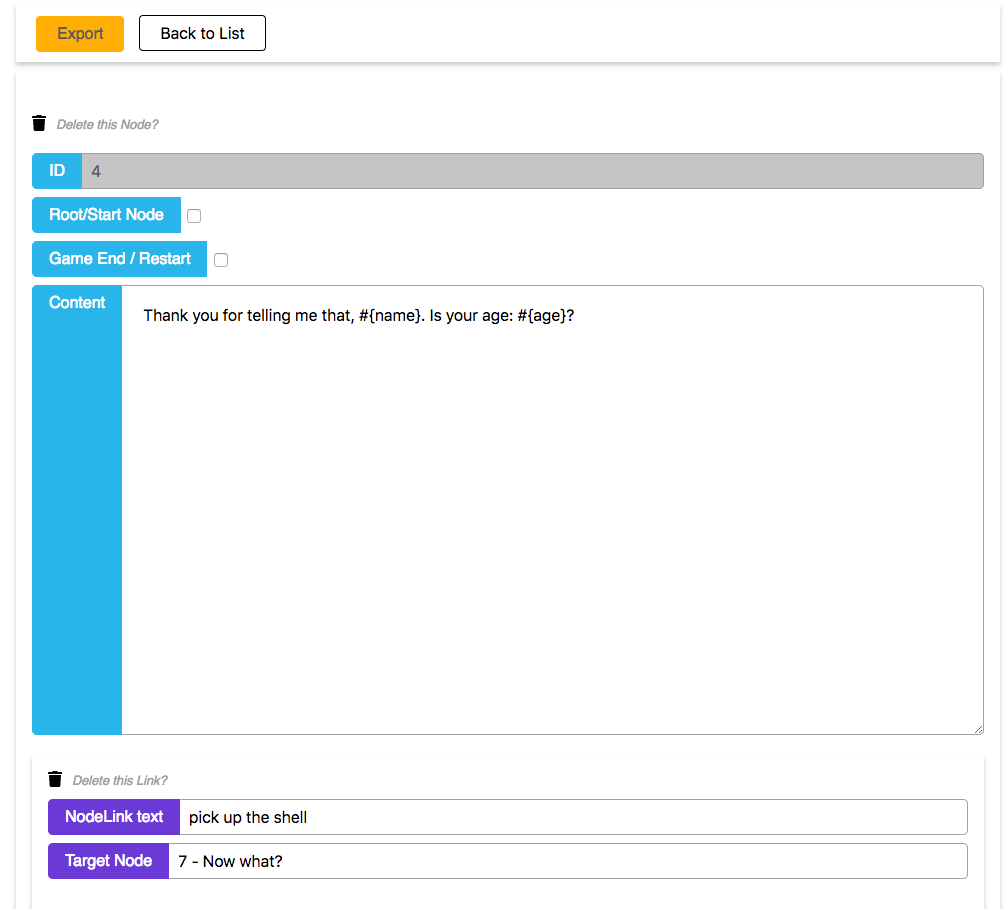 Export Back to List
Delete this Node?
ID 4
Root/Start Node
Game End / Restart
Content Thank you for telling me that, #{name}. Is your age: #{age}?
Delete this Link?
NodeLink text pick up the shell
Target Node 7 - Now what?